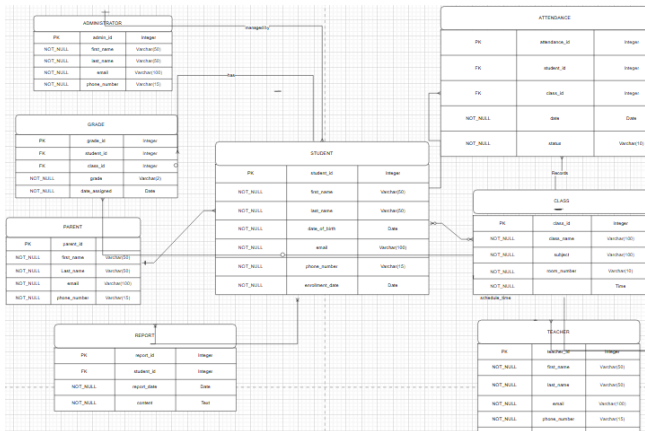 ADMINISTRATOR
PK admin_id Integer
NOT_NULL first_name Varchar(50)
NOT_NULL last_name Varchar(50)
NOT_NULL email Varchar(100)
NOT_NULL phone_number Varchar(15)
managed by
has
ATTENDANCE
PK attendance_id Integer
FK student_id Integer
FK class_id Integer
NOT_NULL date Date
NOT_NULL status Varchar(10)
GRADE
PK grade_id Integer
FK student_id Integer
FK class_id Integer
NOT_NULL grade Varchar(2)
NOT_NULL date_assigned Date
STUDENT
PK student_id Integer
NOT_NULL first_name Varchar(50)
NOT_NULL last_name Varchar(50)
NOT_NULL date_of_birth Date
NOT_NULL email Varchar(100)
NOT_NULL phone_number Varchar(15)
NOT_NULL enrollment_date Date
Records
CLASS
PK class_id Integer
NOT_NULL class_name Varchar(100)
NOT_NULL subject Varchar(100)
NOT_NULL room_number Varchar(10)
NOT_NULL Time
schedule_time
PARENT
PK parent_id Integer
NOT_NULL first_name Varchar(50)
NOT_NULL Last_name Varchar(50)
NOT_NULL email Varchar(100)
NOT_NULL phone_number Varchar(15)
REPORT
PK report_id Integer
FK student_id Integer
NOT_NULL report_date Date
NOT_NULL content Text
TEACHER
PK teacher_id Integer
NOT_NULL first_name Varchar(50)
NOT_NULL last_name Varchar(50)
NOT_NULL email Varchar(100)
NOT_NULL phone_number Varchar(15)